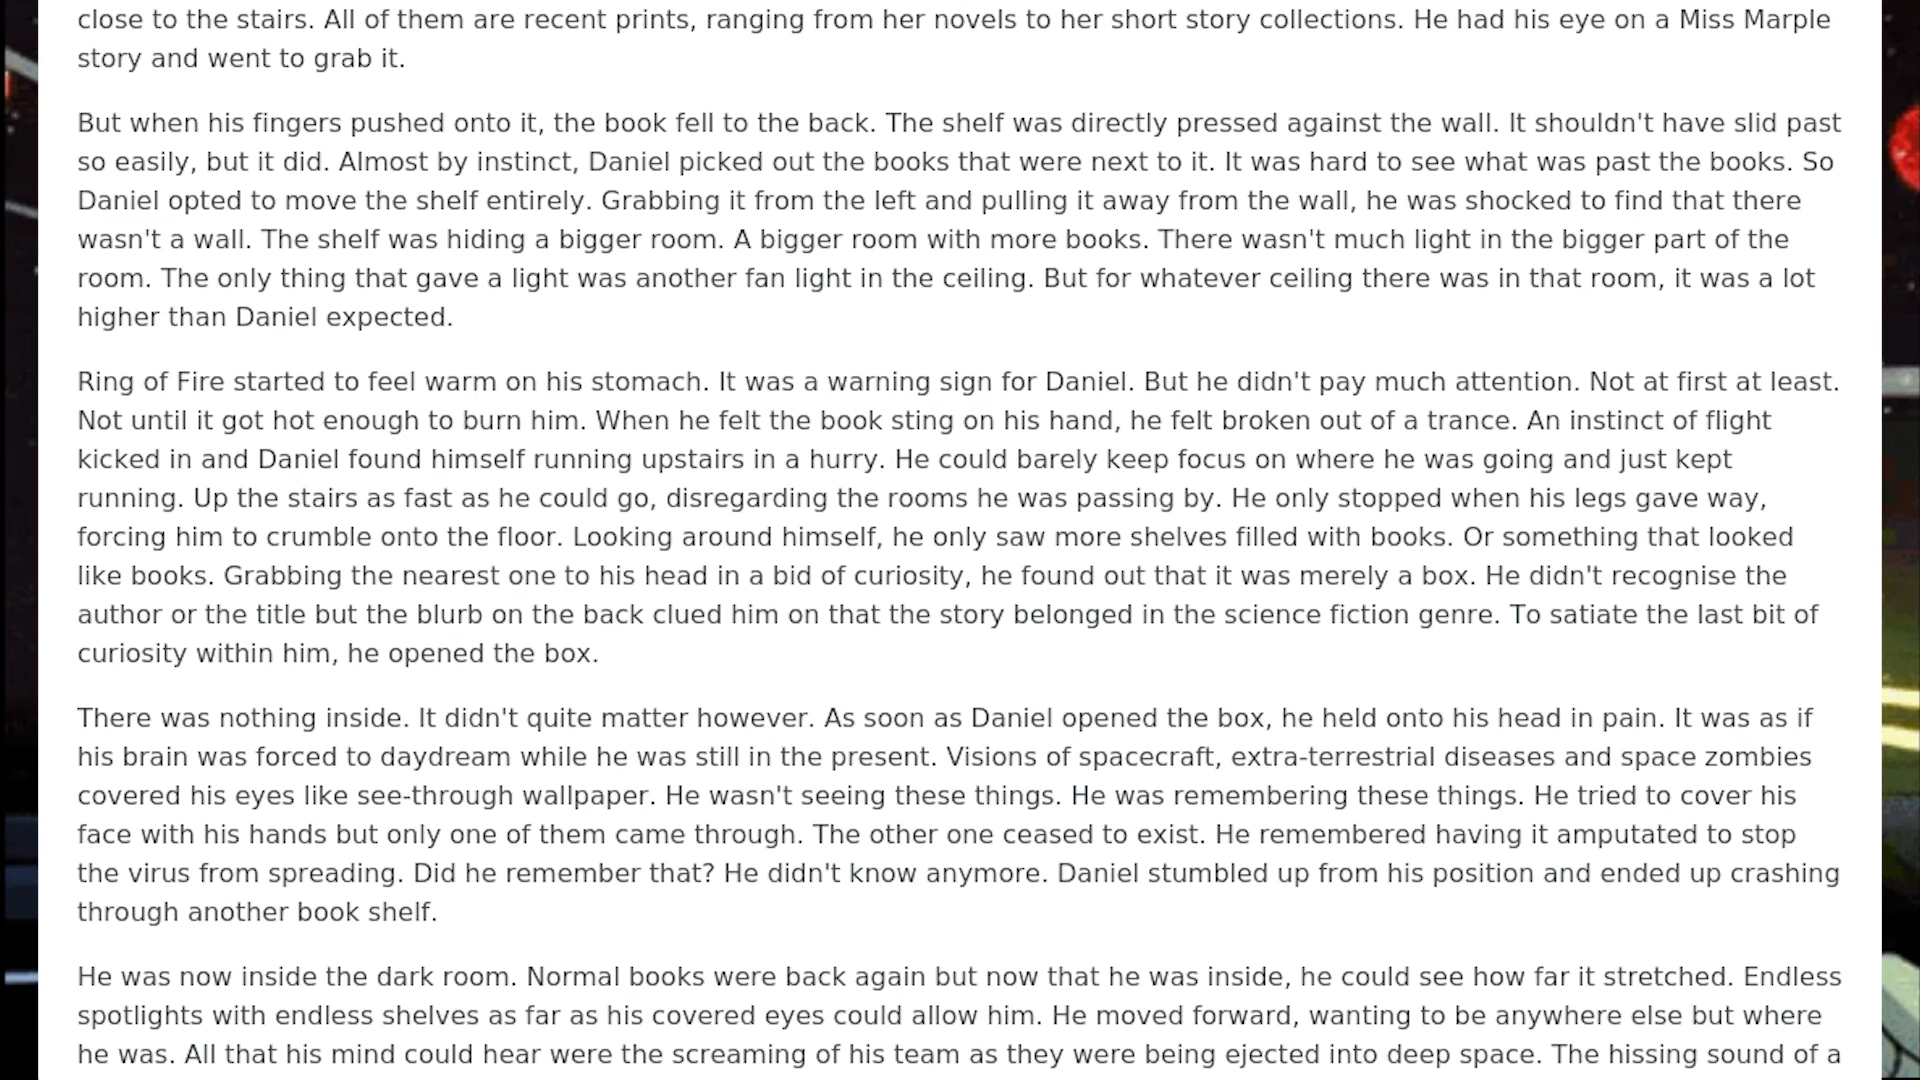 close to the stairs. All of them are recent prints, ranging from her novels to her short story collections. He had his eye on a Miss Marple
story and went to grab it.
But when his fingers pushed onto it, the book fell to the back. The shelf was directly pressed against the wall. It shouldn't have slid past
so easily, but it did. Almost by instinct, Daniel picked out the books that were next to it. It was hard to see what was past the books. So
Daniel opted to move the shelf entirely. Grabbing it from the left and pulling it away from the wall, he was shocked to find that there
wasn't a wall. The shelf was hiding a bigger room. A bigger room with more books. There wasn't much light in the bigger part of the
room. The only thing that gave a light was another fan light in the ceiling. But for whatever ceiling there was in that room, it was a lot
higher than Daniel expected.
Ring of Fire started to feel warm on his stomach. It was a warning sign for Daniel. But he didn't pay much attention. Not at first at least.
Not until it got hot enough to burn him. When he felt the book sting on his hand, he felt broken out of a trance. An instinct of flight
kicked in and Daniel found himself running upstairs in a hurry. He could barely keep focus on where he was going and just kept
running. Up the stairs as fast as he could go, disregarding the rooms he was passing by. He only stopped when his legs gave way,
forcing him to crumble onto the floor. Looking around himself, he only saw more shelves filled with books. Or something that looked
like books. Grabbing the nearest one to his head in a bid of curiosity, he found out that it was merely a box. He didn't recognise the
author or the title but the blurb on the back clued him on that the story belonged in the science fiction genre. To satiate the last bit of
curiosity within him, he opened the box.
There was nothing inside. It didn't quite matter however. As soon as Daniel opened the box, he held onto his head in pain. It was as if
his brain was forced to daydream while he was still in the present. Visions of spacecraft, extra-terrestrial diseases and space zombies
covered his eyes like see-through wallpaper. He wasn't seeing these things. He was remembering these things. He tried to cover his
face with his hands but only one of them came through. The other one ceased to exist. He remembered having it amputated to stop
the virus from spreading. Did he remember that? He didn't know anymore. Daniel stumbled up from his position and ended up crashing
through another book shelf.
He was now inside the dark room. Normal books were back again but now that he was inside, he could see how far it stretched. Endless
spotlights with endless shelves as far as his covered eyes could allow him. He moved forward, wanting to be anywhere else but where
he was. All that his mind could hear were the screaming of his team as they were being ejected into deep space. The hissing sound of a